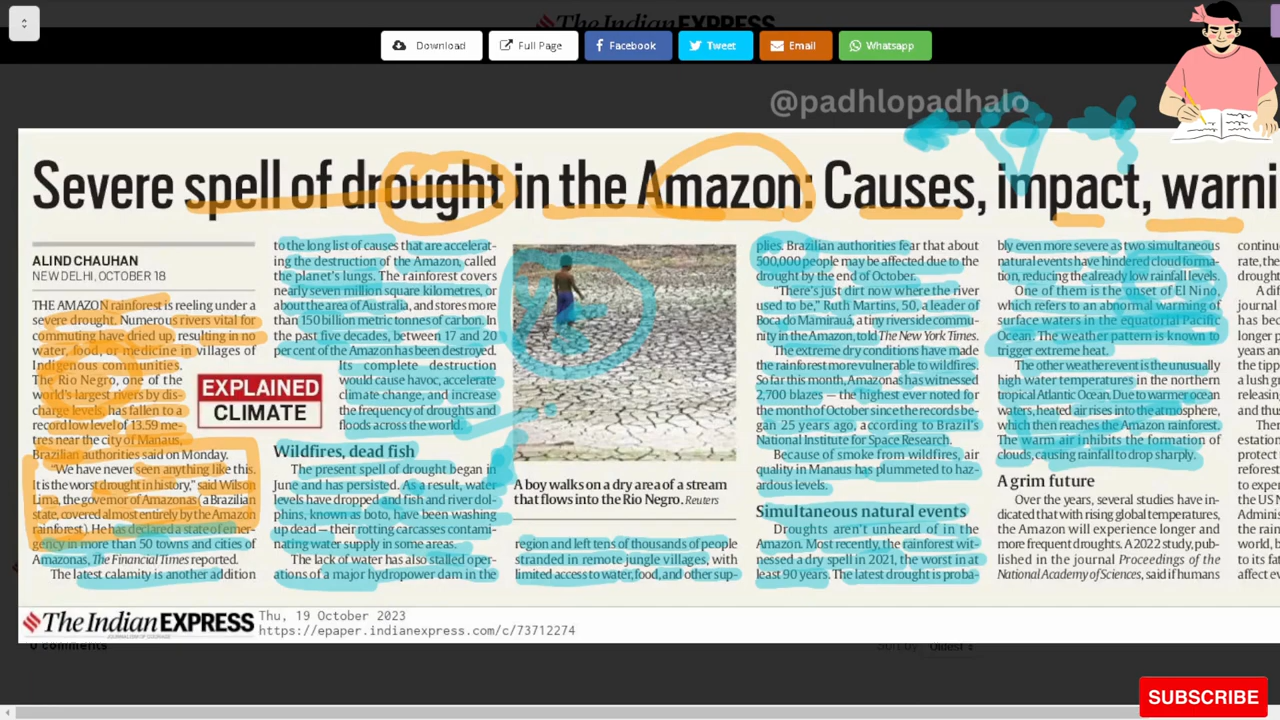 The Indian EXPRESS
Download
Full Page
Facebook
Tweet
Email
Whatsapp
@padhlopadhalo
Severe spell of drought in the Amazon: Causes, impact, warni
ALIND CHAUHAN
NEW DELHI, OCTOBER 18
THE AMAZON rainforest is reeling under a
severe drought. Numerous rivers vital for
commuting have dried up, resulting in no
water, food, or medicine in villages of
Indigenous communities.
The Rio Negro, one of the
world's largest rivers by dis-
charge levels, has fallen to a
record low level of 13.59 me-
tres near the city of Manaus,
Brazilian authorities said on Monday.
"We have never seen anything like this.
It is the worst drought in history," said Wilson
Lima, the governor of Amazonas (a Brazilian
state, covered almost entirely by the Amazon
rainforest). He has declared a state of emer-
gency in more than 50 towns and cities of
Amazonas, The Financial Times reported.
The latest calamity is another addition
EXPLAINED
CLIMATE
to the long list of causes that are accelerat-
ing the destruction of the Amazon, called
the planet's lungs. The rainforest covers
nearly seven million square kilometres, or
about the area of Australia, and stores more
than 150 billion metric tonnes of carbon. In
the past five decades, between 17 and 20
per cent of the Amazon has been destroyed.
Its complete destruction
would cause havoc, accelerate
climate change, and increase
the frequency of droughts and
floods across the world.
Wildfires, dead fish
The present spell of drought began in
June and has persisted. As a result, water
levels have dropped and fish and river dol-
phins, known as boto, have been washing
up dead — their rotting carcasses contami-
nating water supply in some areas.
The lack of water has also stalled oper-
ations of a major hydropower dam in the
A boy walks on a dry area of a stream
that flows into the Rio Negro. Reuters
region and left tens of thousands of people
stranded in remote jungle villages, with
limited access to water, food, and other sup-
plies. Brazilian authorities fear that about
500,000 people may be affected due to the
drought by the end of October.
"There's just dirt now where the river
used to be," Ruth Martins, 50, a leader of
Boca do Mamirauá, a tiny riverside commu-
nity in the Amazon, told The New York Times.
The extreme dry conditions have made
the rainforest more vulnerable to wildfires.
So far this month, Amazonas has witnessed
2,700 blazes — the highest ever noted for
the month of October since the records be-
gan 25 years ago, according to Brazil's
National Institute for Space Research.
Because of smoke from wildfires, air
quality in Manaus has plummeted to haz-
ardous levels.
Simultaneous natural events
Droughts aren't unheard of in the
Amazon. Most recently, the rainforest wit-
nessed a dry spell in 2021, the worst in at
least 90 years. The latest drought is proba-
bly even more severe as two simultaneous
natural events have hindered cloud forma-
tion, reducing the already low rainfall levels.
One of them is the onset of El Nino,
which refers to an abnormal warming of
surface waters in the equatorial Pacific
Ocean. The weather pattern is known to
trigger extreme heat.
The other weather event is the unusually
high water temperatures in the northern
tropical Atlantic Ocean. Due to warmer ocean
waters, heated air rises into the atmosphere,
which then reaches the Amazon rainforest.
The warm air inhibits the formation of
clouds, causing rainfall to drop sharply.
A grim future
Over the years, several studies have in-
dicated that with rising global temperatures,
the Amazon will experience longer and
more frequent droughts. A 2022 study, pub-
lished in the journal Proceedings of the
National Academy of Sciences, said if humans
continu
rate, the
drough
A dif
journal
has bec
longer p
years an
the tipp
a lush g
releasin
and thus
Ther
estation
protect
reforest
to exper
the US N
Adminis
world, b
to its fat
affect ev
The Indian EXPRESS
JOURNALISM OF COURAGE
Thu, 19 October 2023
https://epaper.indianexpress.com/c/73712274
0 comments
Sort by Oldest
SUBSCRIBE